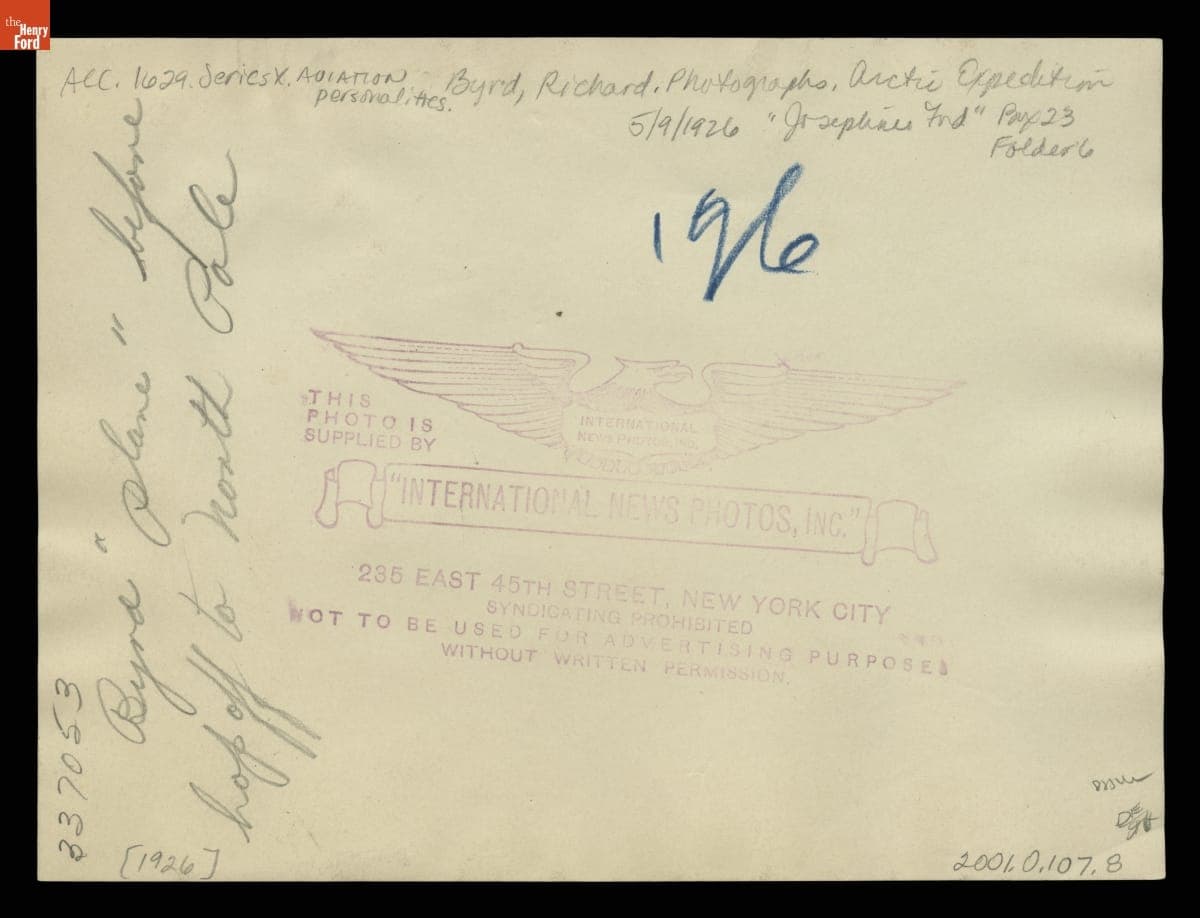 the
Henry
Ford
Acc. 1629. Series X. AVIATION
personalities.
Byrd, Richard. Photographs. Arctic Expedition
5/9/1926 "Josephine Ford" Box 23
Folder 6
196
Byrd "Plane" before
hop off to North Pole
THIS
PHOTO IS
SUPPLIED BY
INTERNATIONAL
NEWS PHOTOS, INC.
"INTERNATIONAL NEWS PHOTOS, INC."
235 EAST 45TH STREET, NEW YORK CITY
SYNDICATING PROHIBITED
NOT TO BE USED FOR ADVERTISING PURPOSES
WITHOUT WRITTEN PERMISSION.
337053
[1926]
2001.0.107.8